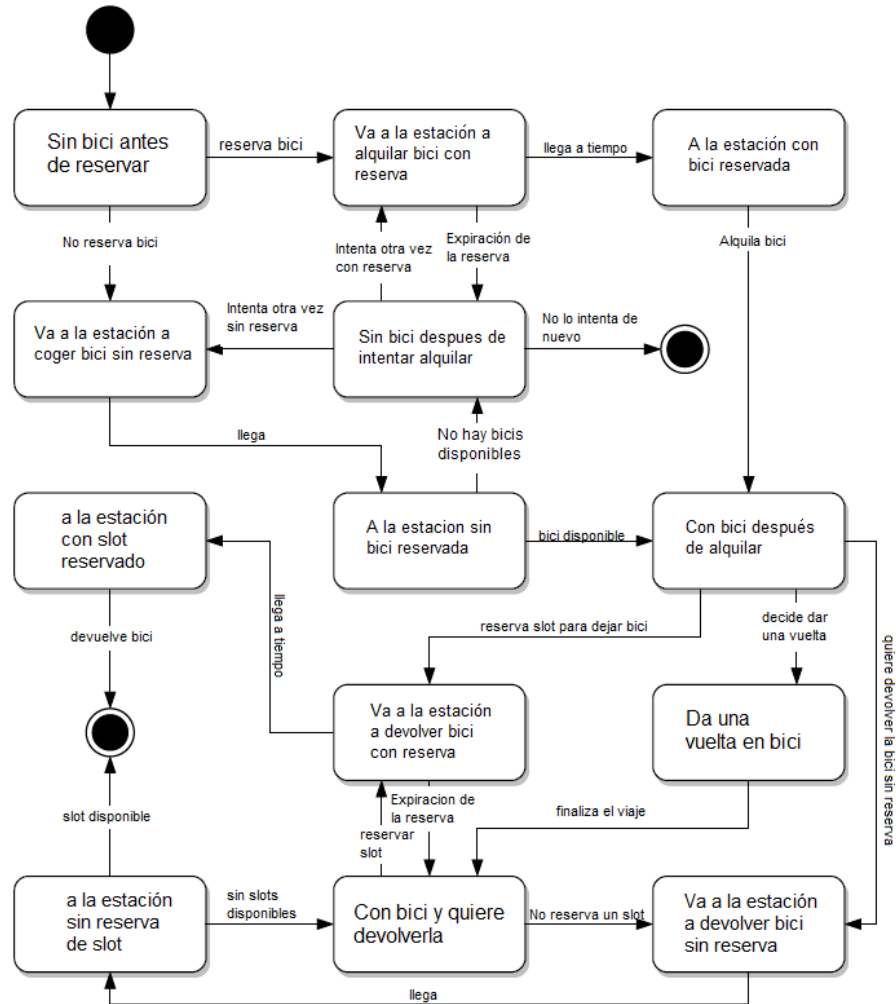 Sin bici antes
de reservar
reserva bici
Va a la estación a
alquilar bici con
reserva
llega a tiempo
A la estación con
bici reservada
No reserva bici
Intenta otra vez
con reserva
Expiración de
la reserva
Alquila bici
Va a la estación a
coger bici sin reserva
Intenta otra vez
sin reserva
Sin bici despues de
intentar alquilar
No lo intenta de
nuevo
llega
No hay bicis
disponibles
a la estación
con slot
reservado
A la estacion sin
bici reservada
bici disponible
Con bici después
de alquilar
llega a tiempo
reserva slot para dejar bici
decide dar
una vuelta
quiere devolver la bici sin reserva
devuelve bici
Va a la estación
a devolver bici
con reserva
Da una
vuelta en bici
slot disponible
Expiracion de
la reserva
reservar
slot
finaliza el viaje
a la estación
sin reserva
de slot
sin slots
disponibles
Con bici y quiere
devolverla
No reserva un slot
Va a la estación
a devolver bici
sin reserva
llega